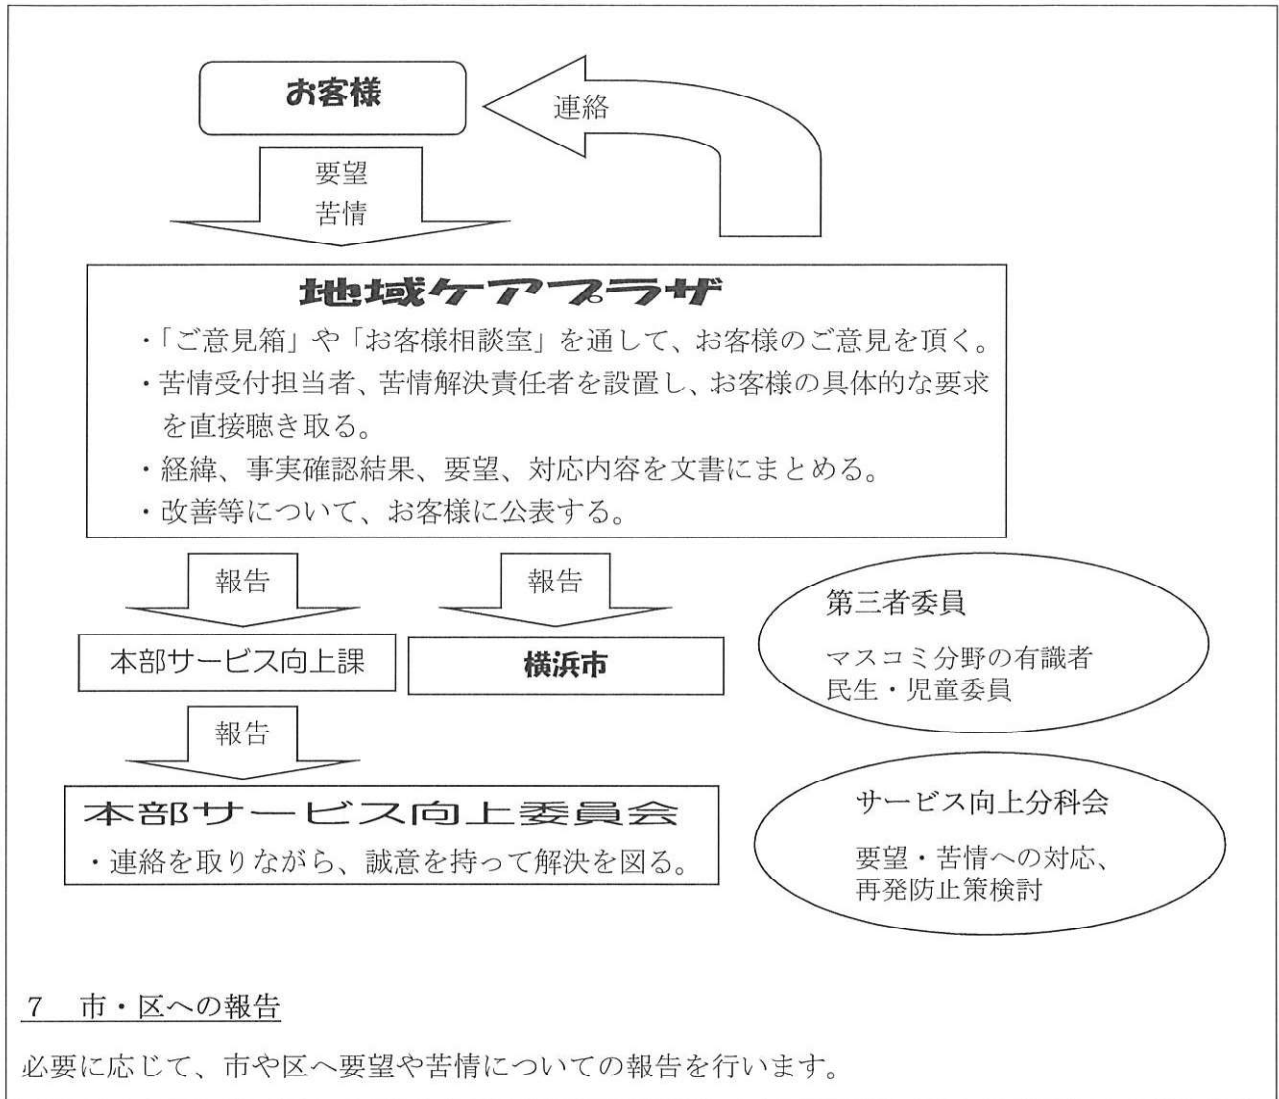 お客様
連絡
要望
苦情
地域ケアプラザ
・「ご意見箱」や「お客様相談室」を通して、お客様のご意見を頂く。
・苦情受付担当者、苦情解決責任者を設置し、お客様の具体的な要求
を直接聴き取る。
・経緯、事実確認結果、要望、対応内容を文書にまとめる。
・改善等について、お客様に公表する。
報告
報告
本部サービス向上課
横浜市
第三者委員
マスコミ分野の有識者
民生・児童委員
報告
本部サービス向上委員会
・連絡を取りながら、誠意を持って解決を図る。
サービス向上分科会
要望・苦情への対応、
再発防止策検討
7　市・区への報告
必要に応じて、市や区へ要望や苦情についての報告を行います。